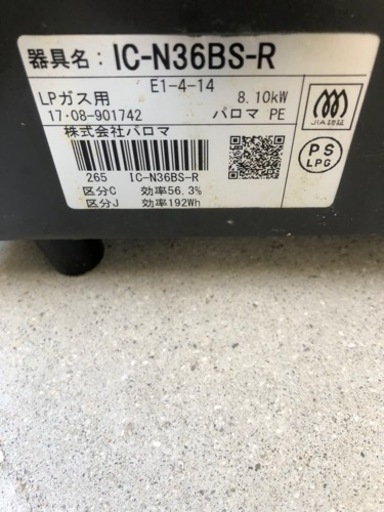 器具名: IC-N36BS-R
E1-4-14
LPガス用 8.10kW
17・08-901742 パロマ PE
株式会社パロマ
265 IC-N36BS-R
区分C 効率56.3%
区分J 効率192Wh
JIA認証
PS
LPG